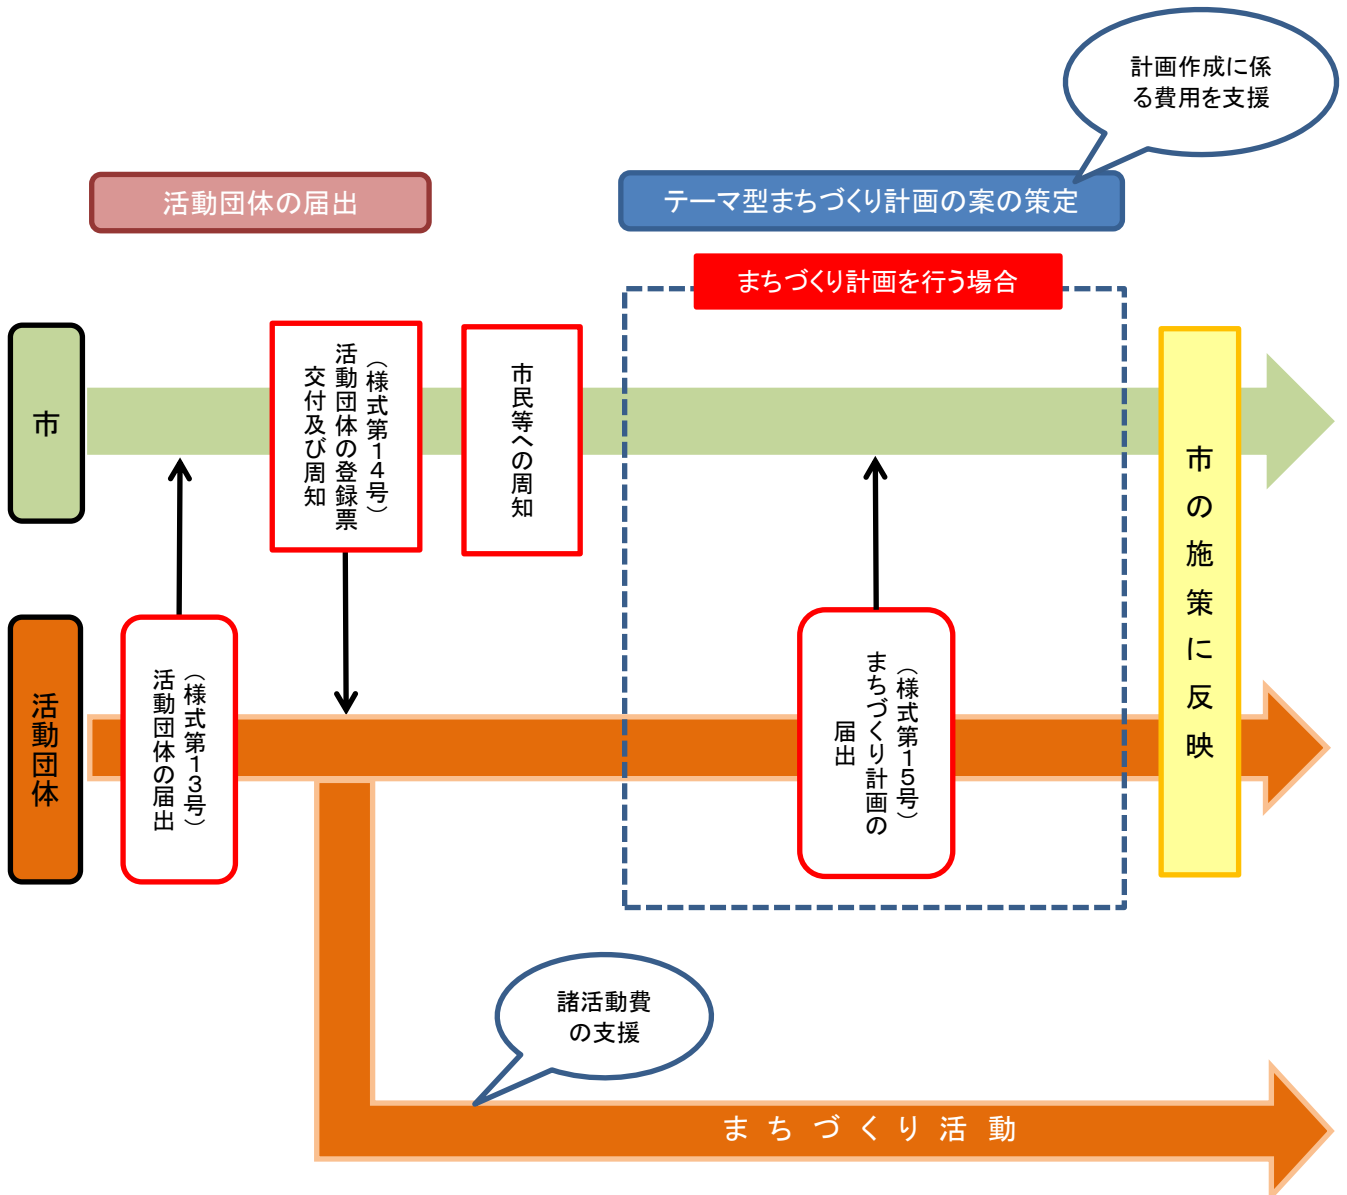 計画作成に係
る費用を支援
活動団体の届出
テーマ型まちづくり計画の案の策定
まちづくり計画を行う場合
市
（様式第１４号）
活動団体の登録票
交付及び周知
市民等への周知
市の施策に反映
活動団体
（様式第１３号）
活動団体の届出
（様式第１５号）
まちづくり計画の
届出
諸活動費
の支援
まちづくり活動